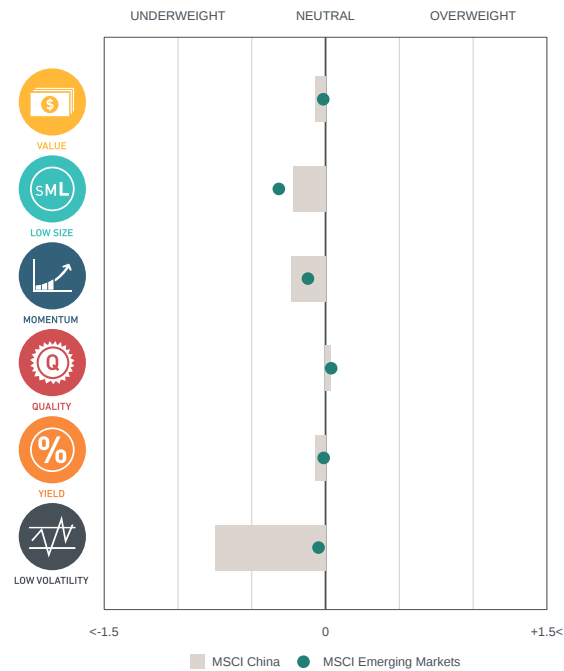 UNDERWEIGHT NEUTRAL OVERWEIGHT
$
VALUE
SML
LOW SIZE
MOMENTUM
Q
QUALITY
%
YIELD
LOW VOLATILITY
<-1.5 0 +1.5<
MSCI China MSCI Emerging Markets